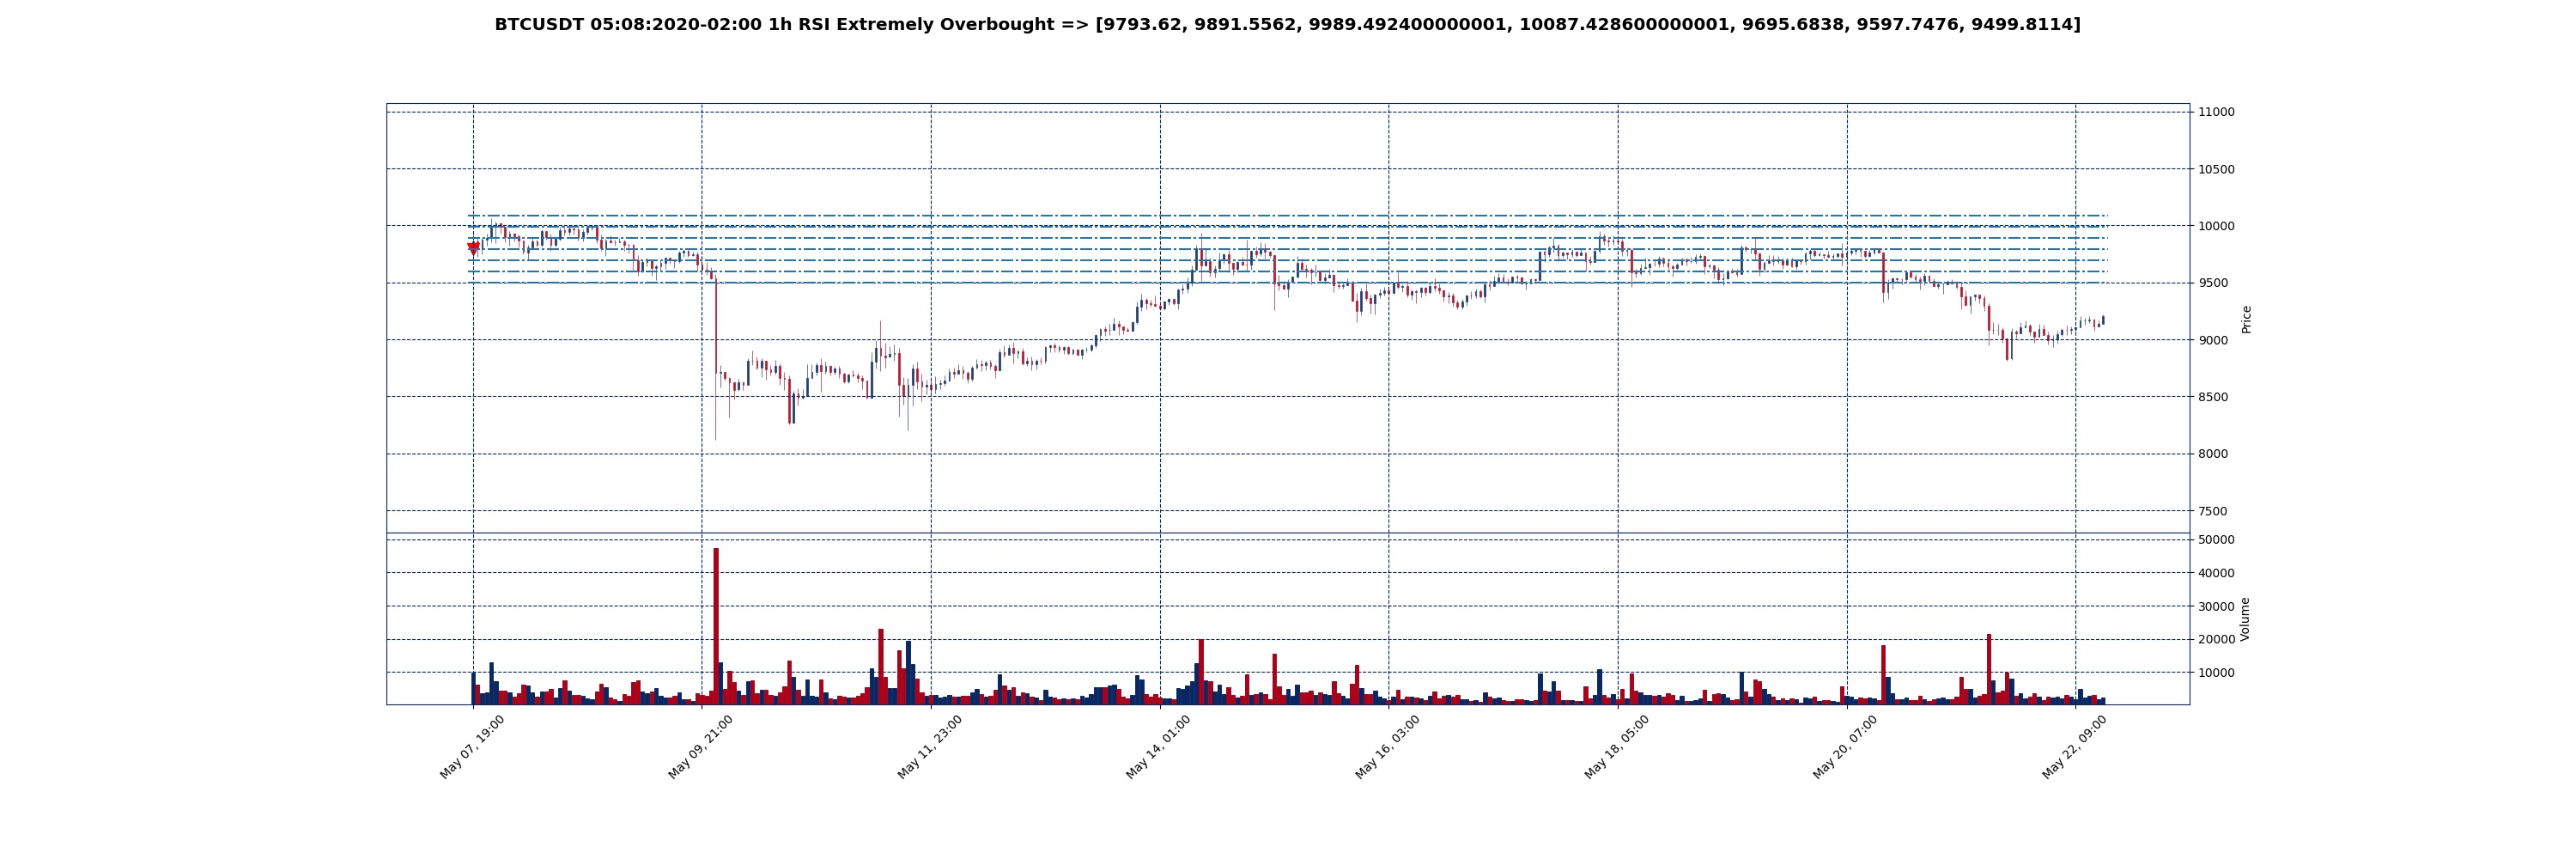 BTCUSDT 05:08:2020-02:00 1h RSI Extremely Overbought => [9793.62, 9891.5562, 9989.492400000001, 10087.428600000001, 9695.6838, 9597.7476, 9499.8114]
11000
10500
10000
9500
9000
8500
8000
7500
Price
50000
40000
30000
20000
10000
Volume
May 07, 19:00
May 09, 21:00
May 11, 23:00
May 14, 01:00
May 16, 03:00
May 18, 05:00
May 20, 07:00
May 22, 09:00